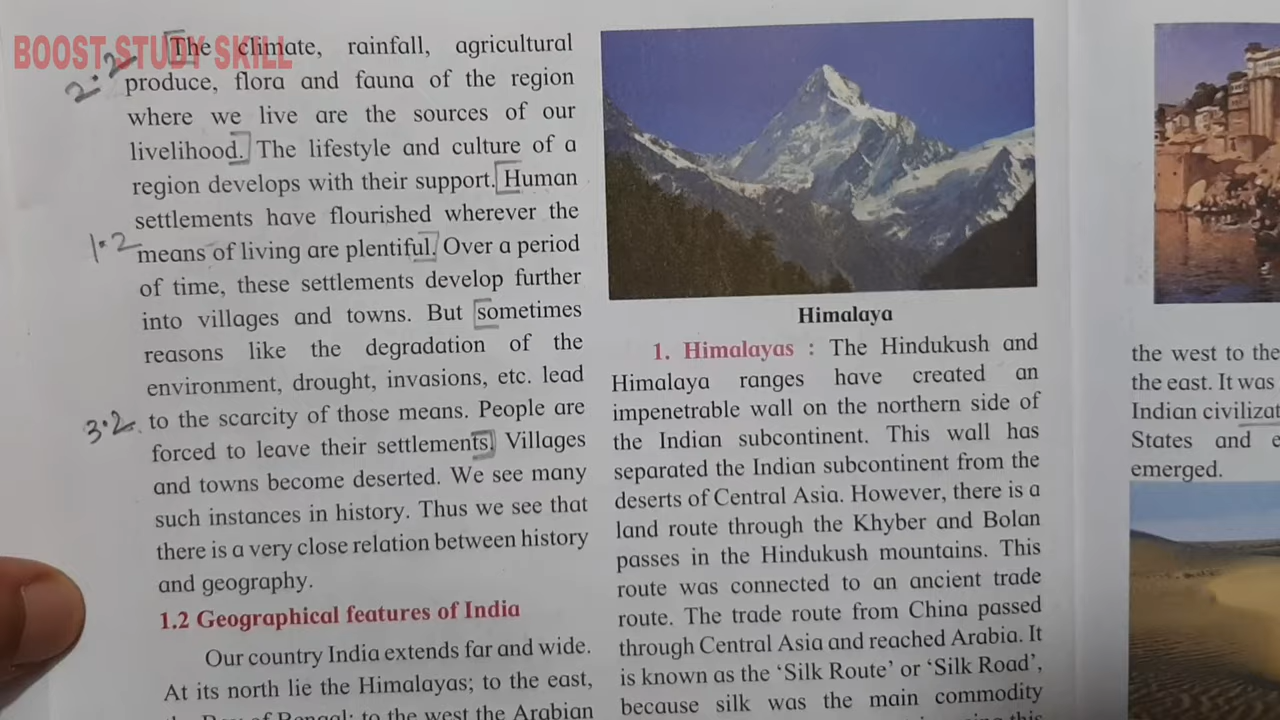 BOOST STUDY SKILL
2.2
The climate, rainfall, agricultural
produce, flora and fauna of the region
where we live are the sources of our
livelihood. The lifestyle and culture of a
region develops with their support. Human
settlements have flourished wherever the
1.2
means of living are plentiful. Over a period
of time, these settlements develop further
into villages and towns. But sometimes
reasons like the degradation of the
environment, drought, invasions, etc. lead
3.2
to the scarcity of those means. People are
forced to leave their settlements. Villages
and towns become deserted. We see many
such instances in history. Thus we see that
there is a very close relation between history
and geography.
1.2 Geographical features of India
Our country India extends far and wide.
At its north lie the Himalayas; to the east,
the Bay of Bengal; to the west the Arabian
Himalaya
1. Himalayas : The Hindukush and
Himalaya ranges have created an
impenetrable wall on the northern side of
the Indian subcontinent. This wall has
separated the Indian subcontinent from the
deserts of Central Asia. However, there is a
land route through the Khyber and Bolan
passes in the Hindukush mountains. This
route was connected to an ancient trade
route. The trade route from China passed
through Central Asia and reached Arabia. It
is known as the ‘Silk Route’ or ‘Silk Road’,
because silk was the main commodity
the west to the
the east. It was
Indian civilizat
States and e
emerged.